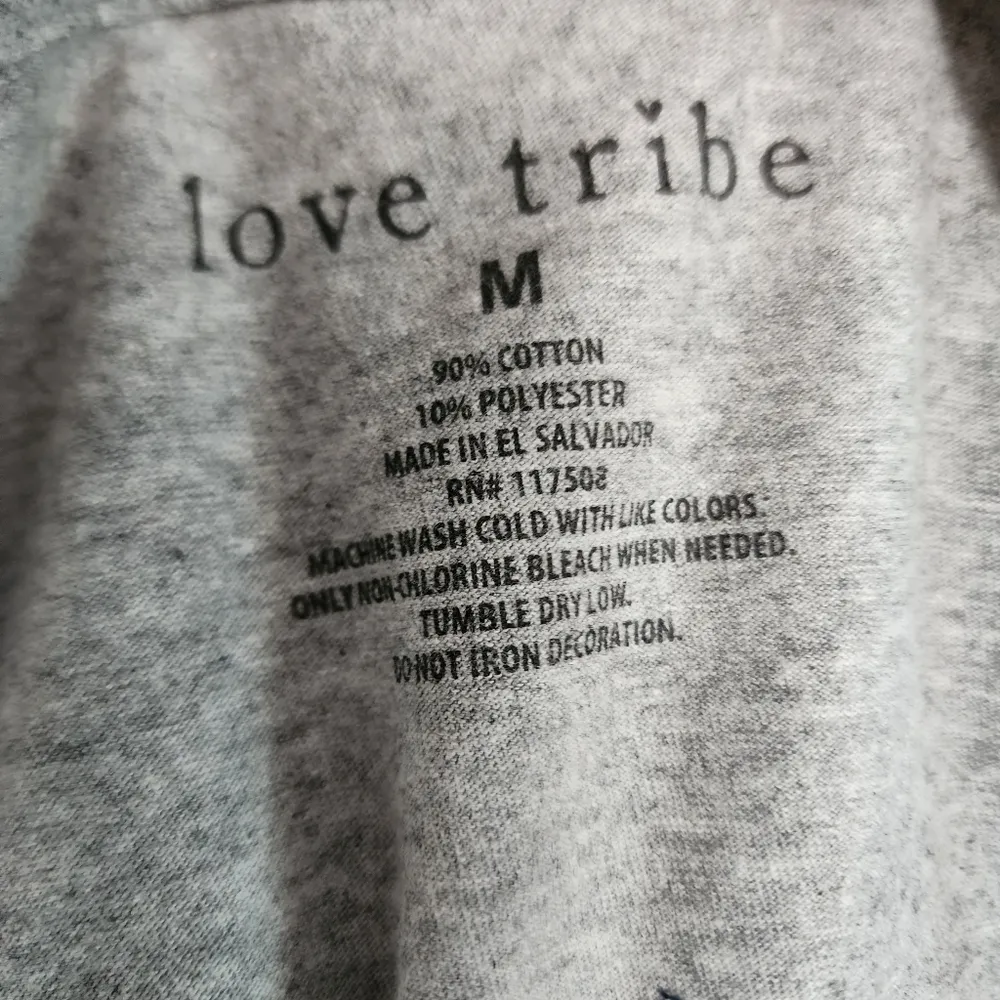 love tribe
M
90% COTTON
10% POLYESTER
MADE IN EL SALVADOR
RN# 117508
MACHINE WASH COLD WITH LIKE COLORS.
ONLY NON-CHLORINE BLEACH WHEN NEEDED.
TUMBLE DRY LOW.
DO NOT IRON DECORATION.